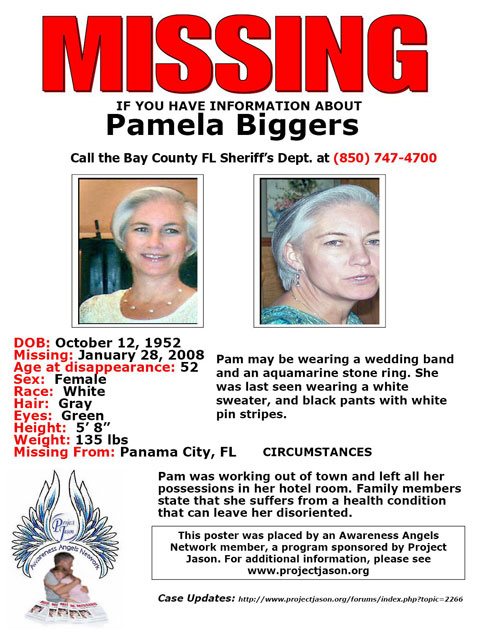 MISSING
IF YOU HAVE INFORMATION ABOUT
Pamela Biggers
Call the Bay County FL Sheriff's Dept. at (850) 747-4700
DOB: October 12, 1952
Missing: January 28, 2008
Age at disappearance: 52
Sex: Female
Race: White
Hair: Gray
Eyes: Green
Height: 5' 8"
Weight: 135 lbs
Missing From: Panama City, FL
Pam may be wearing a wedding band
and an aquamarine stone ring. She
was last seen wearing a white
sweater, and black pants with white
pin stripes.
CIRCUMSTANCES
Pam was working out of town and left all her
possessions in her hotel room. Family members
state that she suffers from a health condition
that can leave her disoriented.
Project
Jason
Awareness Angels Network
This poster was placed by an Awareness Angels
Network member, a program sponsored by Project
Jason. For additional information, please see
www.projectjason.org
Case Updates: http://www.projectjason.org/forums/index.php?topic=2266